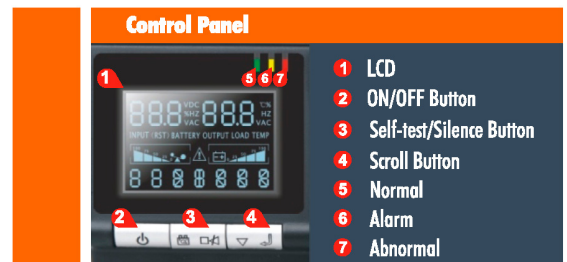 Control Panel
5 6 7
1
88.8 VDC %HZ VAC 88.8 °C% HZ VAC
INPUT (RST) BATTERY OUTPUT LOAD TEMP
2 3 4
1 LCD
2 ON/OFF Button
3 Self-test/Silence Button
4 Scroll Button
5 Normal
6 Alarm
7 Abnormal